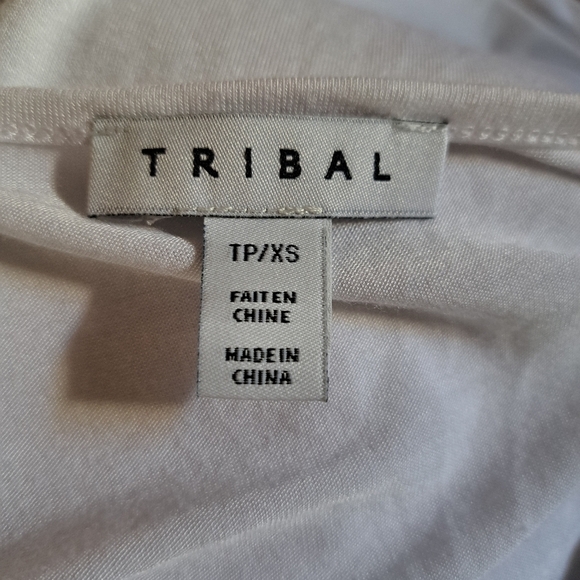 TRIBAL
TP/XS
FAIT EN
CHINE
MADE IN
CHINA